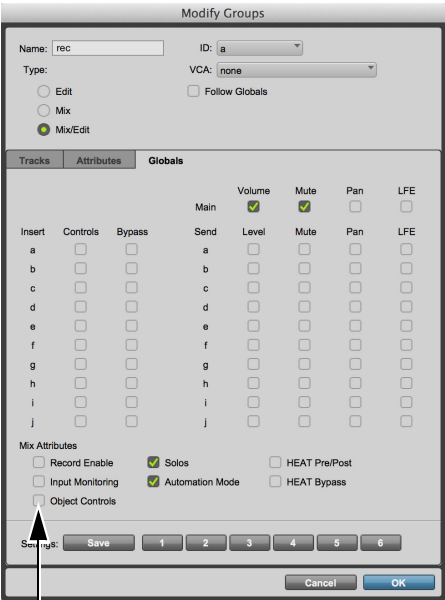 Modify Groups
Name: rec ID: a
Type: VCA: none
Edit Follow Globals
Mix
Mix/Edit
Tracks Attributes Globals
Volume Mute Pan LFE
Main
Insert Controls Bypass Send Level Mute Pan LFE
a a
b b
c c
d d
e e
f f
g g
h h
i i
j j
Mix Attributes
Record Enable Solos HEAT Pre/Post
Input Monitoring Automation Mode HEAT Bypass
Object Controls
Settings: Save 1 2 3 4 5 6
Cancel OK